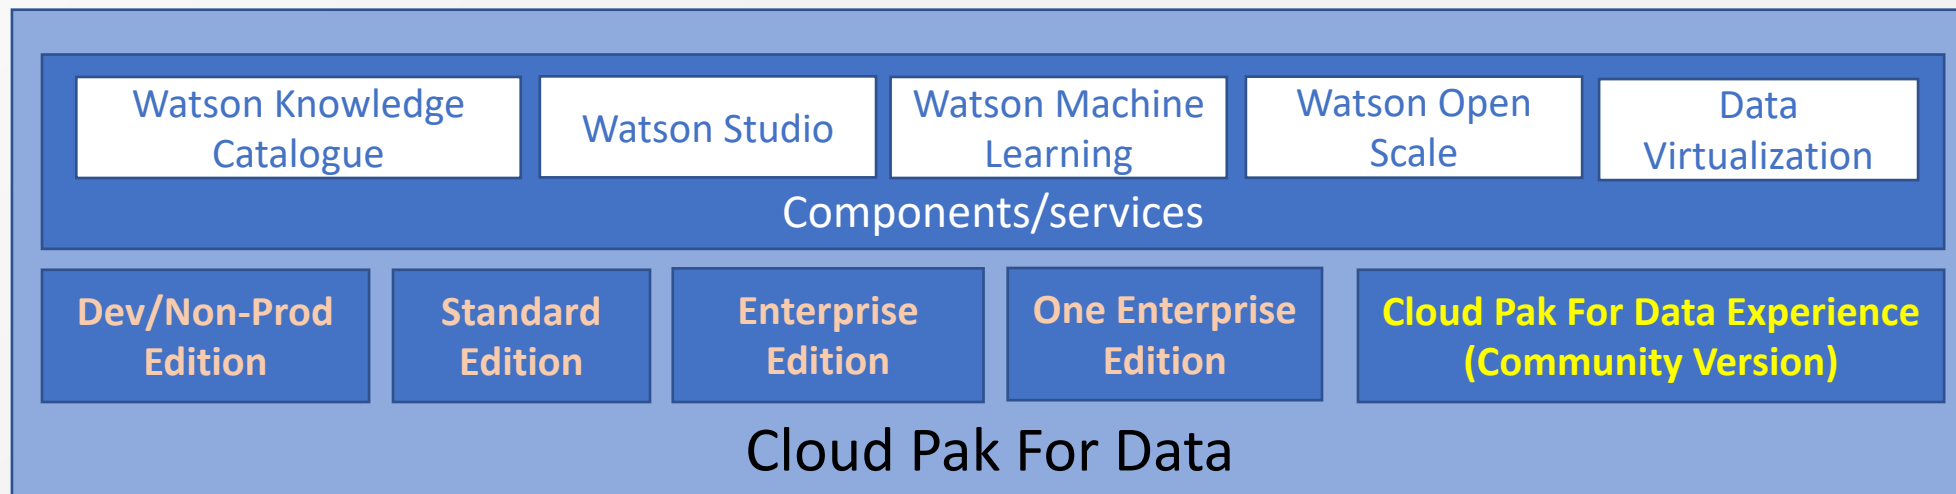 Watson Knowledge
Catalogue
Watson Studio
Watson Machine
Learning
Watson Open
Scale
Data
Virtualization
Components/services
Dev/Non-Prod
Edition
Standard
Edition
Enterprise
Edition
One Enterprise
Edition
Cloud Pak For Data Experience
(Community Version)
Cloud Pak For Data